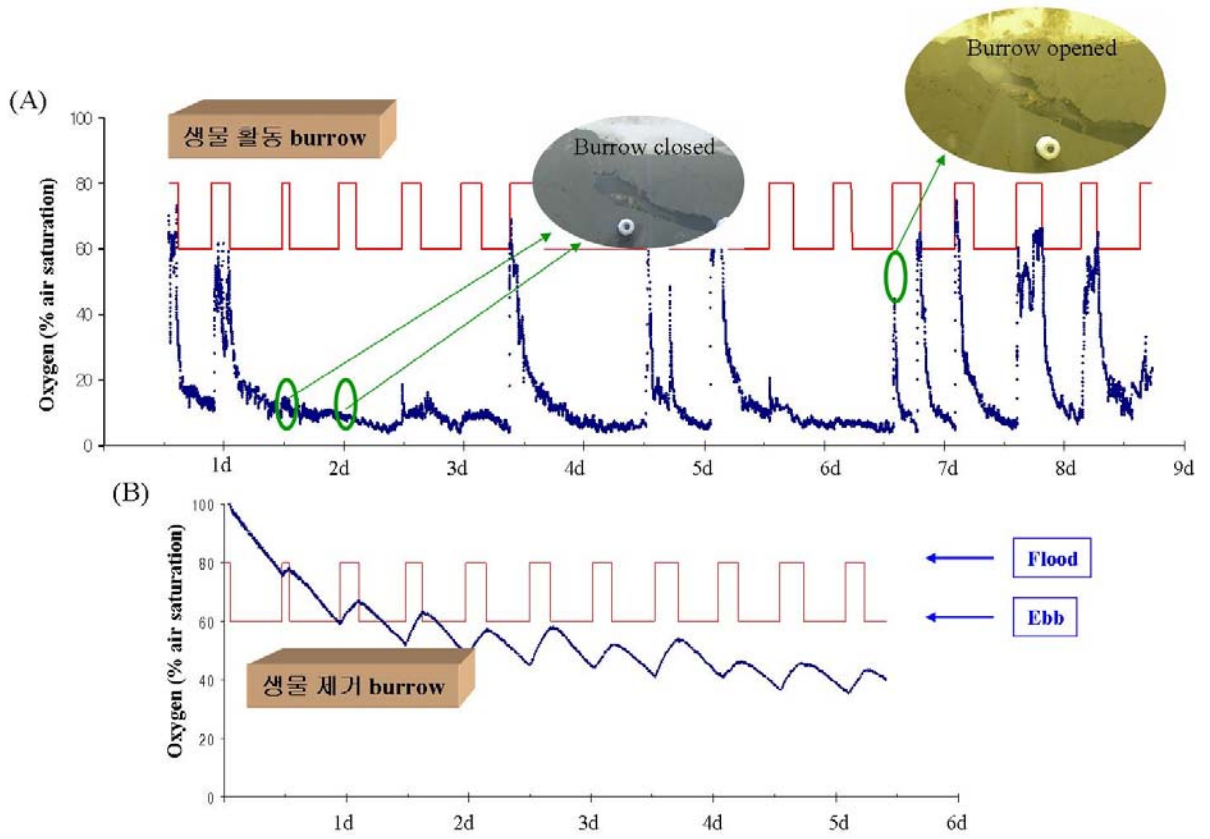 (A)
생물 활동 burrow
Burrow closed
Burrow opened
Oxygen (% air saturation)
100
80
60
40
20
0
1d 2d 3d 4d 5d 6d 7d 8d 9d
(B)
생물 제거 burrow
Oxygen (% air saturation)
100
80
60
40
20
0
1d 2d 3d 4d 5d 6d
Flood
Ebb